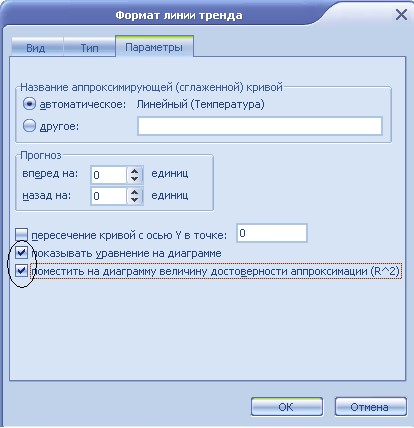 Формат линии тренда
Вид Тип Параметры
Название аппроксимирующей (сглаженной) кривой
автоматическое: Линейный (Температура)
другое:
Прогноз
вперед на: 0 единиц
назад на: 0 единиц
пересечение кривой с осью Y в точке: 0
показывать уравнение на диаграмме
поместить на диаграмму величину достоверности аппроксимации (R^2)
OK Отмена